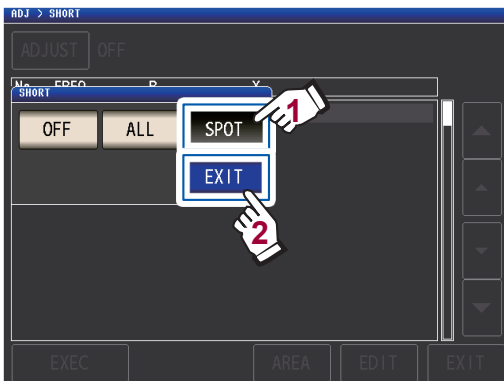 ADJ > SHORT
ADJUST OFF
No. FREQ R X
SHORT
OFF ALL SPOT 1
EXIT
2
EXEC AREA EDIT EXIT